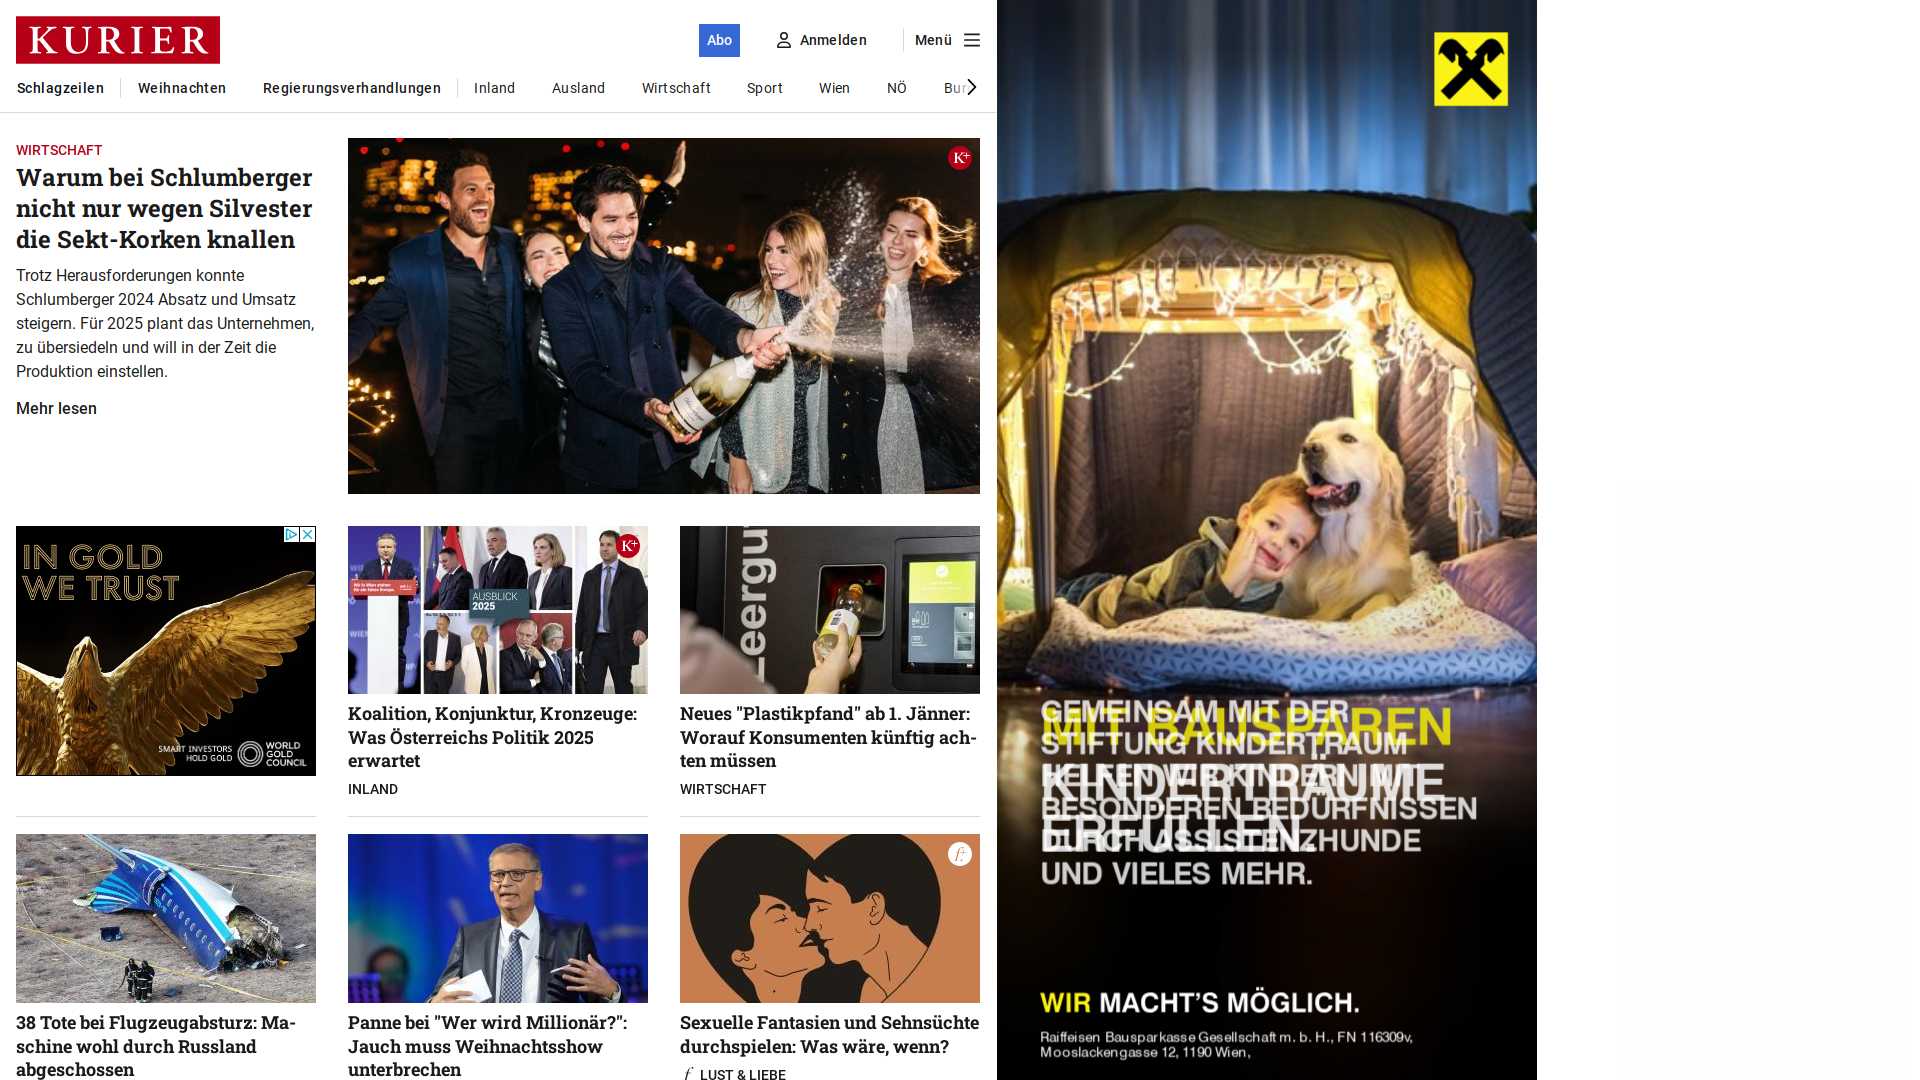 KURIER
Abo
Anmelden
Menü
Schlagzeilen
Weihnachten
Regierungsverhandlungen
Inland
Ausland
Wirtschaft
Sport
Wien
NÖ
Bur
WIRTSCHAFT
Warum bei Schlumberger
nicht nur wegen Silvester
die Sekt-Korken knallen
Trotz Herausforderungen konnte
Schlumberger 2024 Absatz und Umsatz
steigern. Für 2025 plant das Unternehmen,
zu übersiedeln und will in der Zeit die
Produktion einstellen.
Mehr lesen
K+
IN GOLD
WE TRUST
SMART INVESTORS
HOLD GOLD
WORLD
GOLD
COUNCIL
K+
AUSBLICK
2025
Koalition, Konjunktur, Kronzeuge:
Was Österreichs Politik 2025
erwartet
INLAND
Leergu
Neues "Plastikpfand" ab 1. Jänner:
Worauf Konsumenten künftig ach-
ten müssen
WIRTSCHAFT
38 Tote bei Flugzeugabsturz: Ma-
schine wohl durch Russland
abgeschossen
Panne bei "Wer wird Millionär?":
Jauch muss Weihnachtsshow
unterbrechen
f+
Sexuelle Fantasien und Sehnsüchte
durchspielen: Was wäre, wenn?
f LUST & LIEBE
MIT BAUSPAREN
KINDERTRÄUME
ERFÜLLEN.
GEMEINSAM MIT DER
STIFTUNG KINDERTRAUM
HELFEN WIR KINDERN MIT
BESONDEREN BEDÜRFNISSEN
DURCH ASSISTENZHUNDE
UND VIELES MEHR.
WIR MACHT'S MÖGLICH.
Raiffeisen Bausparkasse Gesellschaft m. b. H., FN 116309v,
Mooslackengasse 12, 1190 Wien,